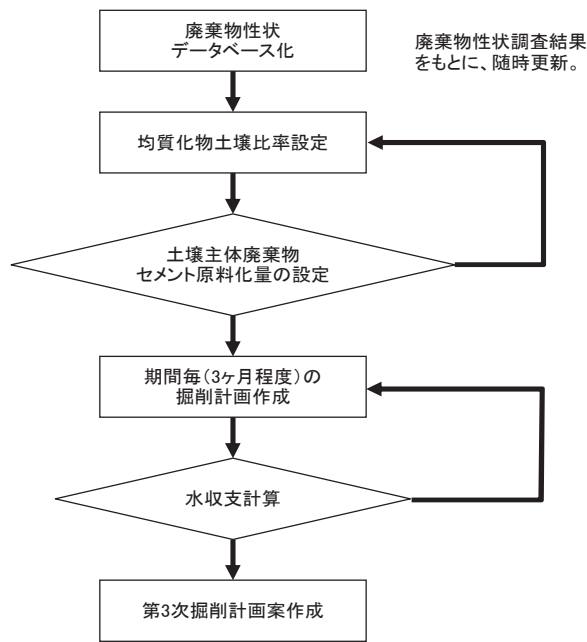 廃棄物性状
データベース化
廃棄物性状調査結果
をもとに、随時更新。
均質化物土壌比率設定
土壌主体廃棄物
セメント原料化量の設定
期間毎(3ヶ月程度)の
掘削計画作成
水収支計算
第3次掘削計画案作成